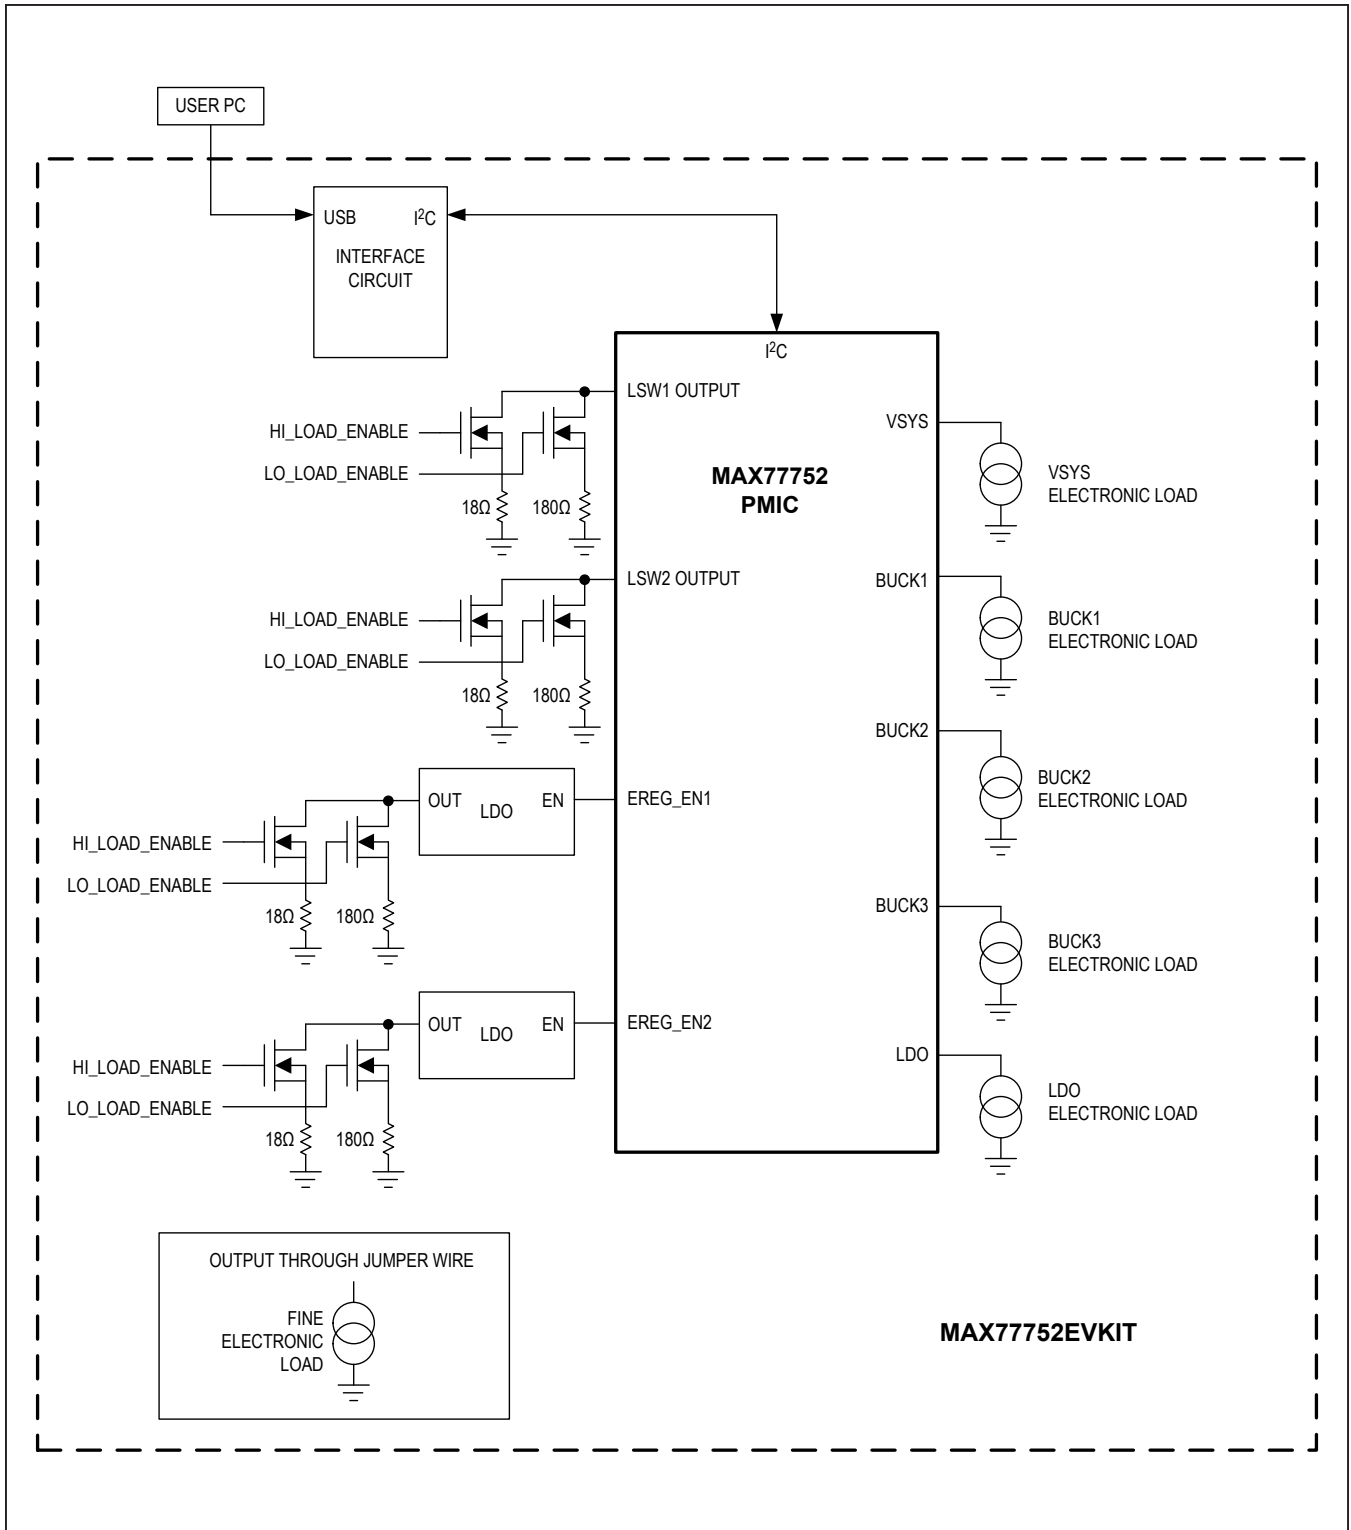 USER PC
USB
I²C
INTERFACE
CIRCUIT
I²C
MAX77752
PMIC
LSW1 OUTPUT
HI_LOAD_ENABLE
LO_LOAD_ENABLE
18Ω
180Ω
LSW2 OUTPUT
HI_LOAD_ENABLE
LO_LOAD_ENABLE
18Ω
180Ω
EREG_EN1
OUT
LDO
EN
HI_LOAD_ENABLE
LO_LOAD_ENABLE
18Ω
180Ω
EREG_EN2
OUT
LDO
EN
HI_LOAD_ENABLE
LO_LOAD_ENABLE
18Ω
180Ω
VSYS
VSYS
ELECTRONIC LOAD
BUCK1
BUCK1
ELECTRONIC LOAD
BUCK2
BUCK2
ELECTRONIC LOAD
BUCK3
BUCK3
ELECTRONIC LOAD
LDO
LDO
ELECTRONIC LOAD
OUTPUT THROUGH JUMPER WIRE
FINE
ELECTRONIC
LOAD
MAX77752EVKIT